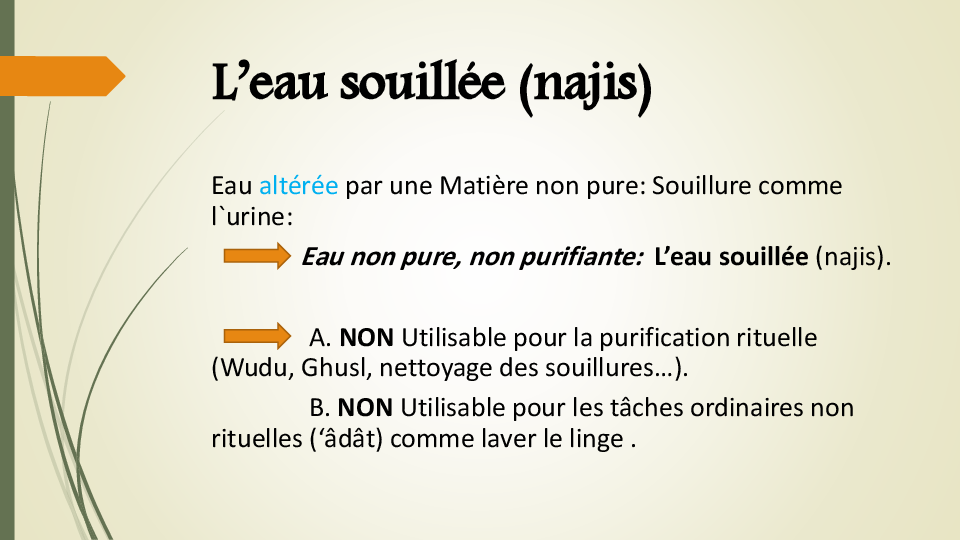 L’eau souillée (najis)
Eau altérée par une Matière non pure: Souillure comme
l`urine:
Eau non pure, non purifiante: L’eau souillée (najis).
A. NON Utilisable pour la purification rituelle
(Wudu, Ghusl, nettoyage des souillures…).
B. NON Utilisable pour les tâches ordinaires non
rituelles (‘âdât) comme laver le linge .